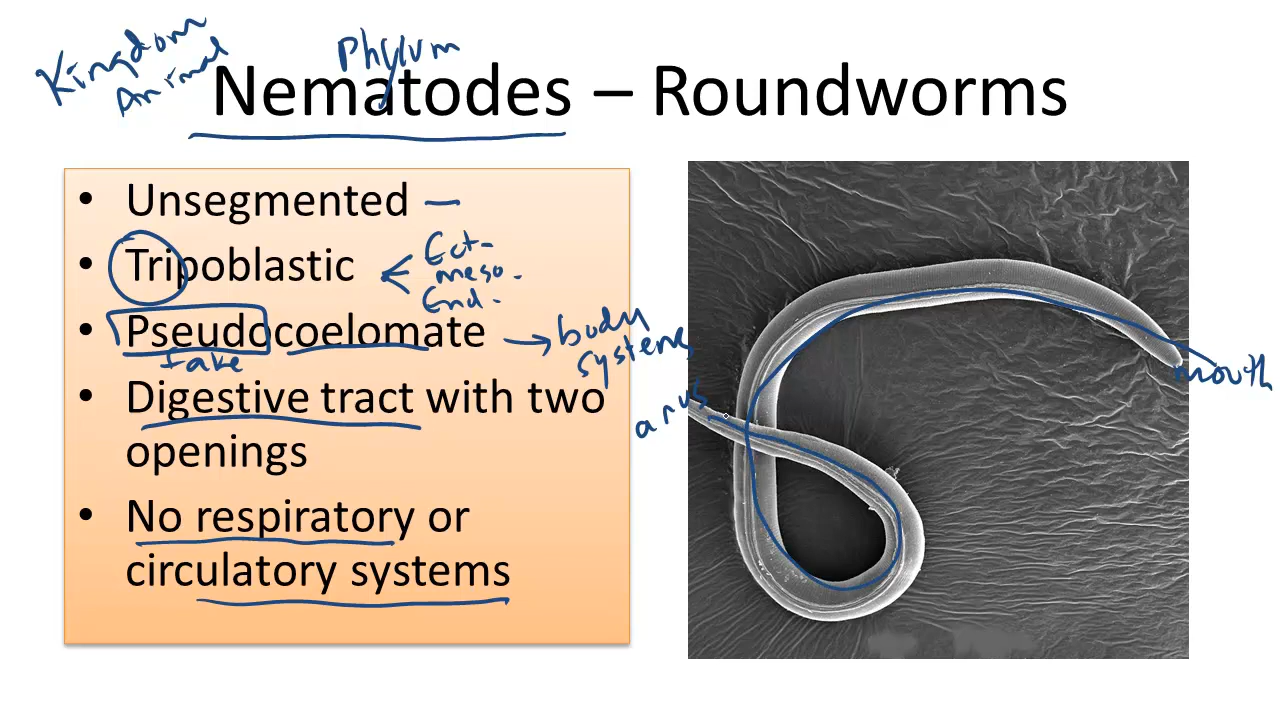 Kingdom
Animal
Phylum
Nematodes – Roundworms
• Unsegmented –
• Tripoblastic
Ect-
meso.
End.
• Pseudocoelomate → body
systems
fake
• Digestive tract with two
openings
• No respiratory or
circulatory systems
mouth
anus